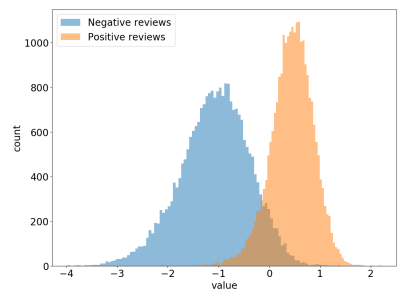 Negative reviews
Positive reviews
1000
800
600
400
200
0
count
−4 −3 −2 −1 0 1 2
value